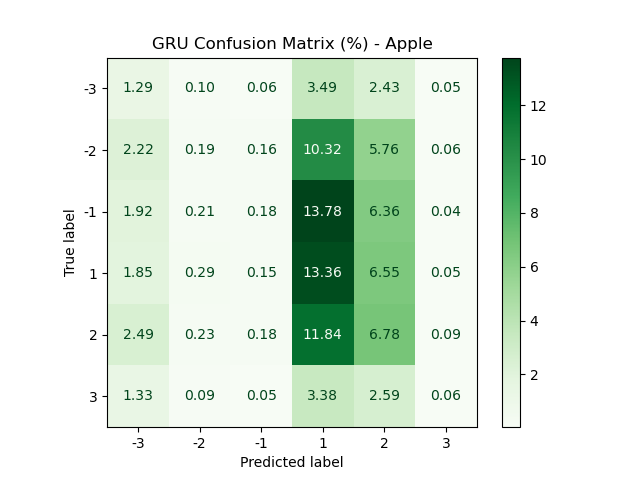 GRU Confusion Matrix (%) - Apple
True label
-3 1.29 0.10 0.06 3.49 2.43 0.05
-2 2.22 0.19 0.16 10.32 5.76 0.06
-1 1.92 0.21 0.18 13.78 6.36 0.04
1 1.85 0.29 0.15 13.36 6.55 0.05
2 2.49 0.23 0.18 11.84 6.78 0.09
3 1.33 0.09 0.05 3.38 2.59 0.06
-3 -2 -1 1 2 3
Predicted label
12
10
8
6
4
2